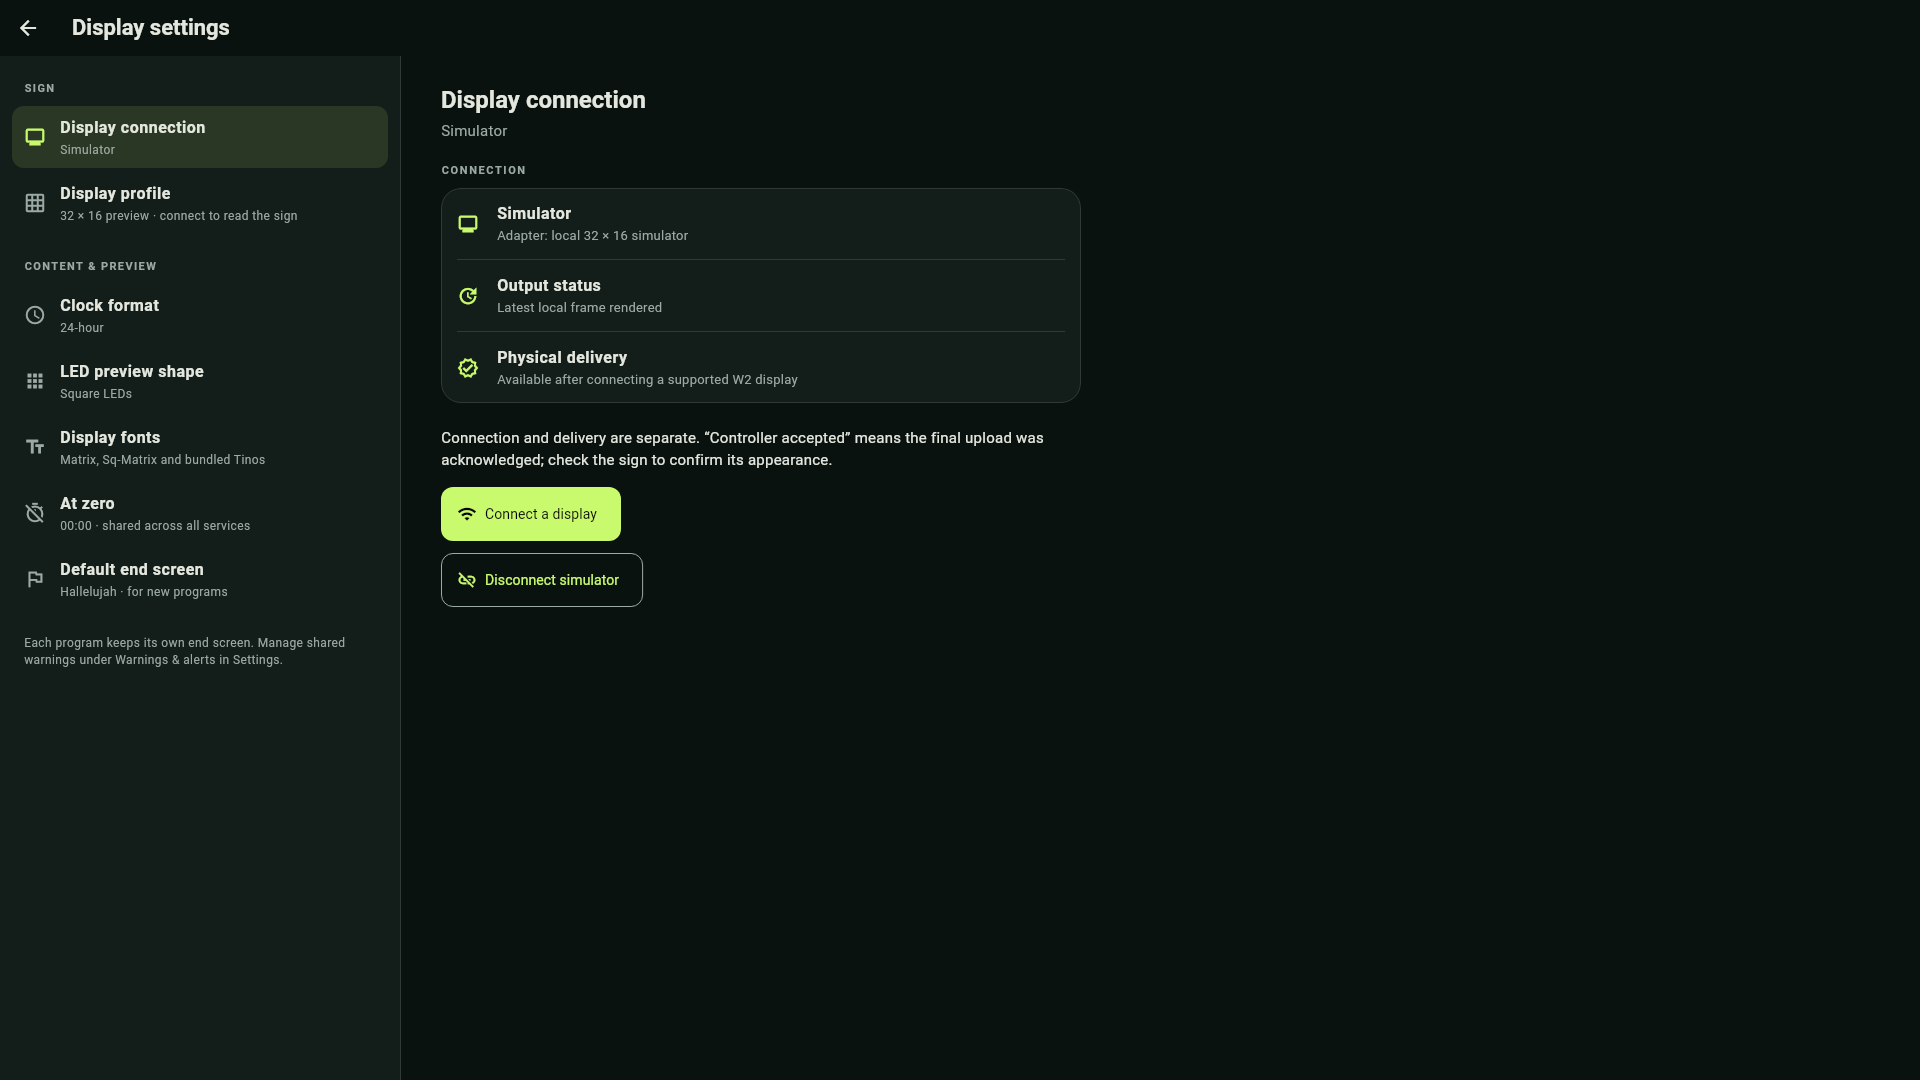 Display settings
SIGN
Display connection
Simulator
Display profile
32 × 16 preview · connect to read the sign
CONTENT & PREVIEW
Clock format
24-hour
LED preview shape
Square LEDs
Display fonts
Matrix, Sq-Matrix and bundled Tinos
At zero
00:00 · shared across all services
Default end screen
Hallelujah · for new programs
Each program keeps its own end screen. Manage shared
warnings under Warnings & alerts in Settings.
Display connection
Simulator
CONNECTION
Simulator
Adapter: local 32 × 16 simulator
Output status
Latest local frame rendered
Physical delivery
Available after connecting a supported W2 display
Connection and delivery are separate. “Controller accepted” means the final upload was
acknowledged; check the sign to confirm its appearance.
Connect a display
Disconnect simulator